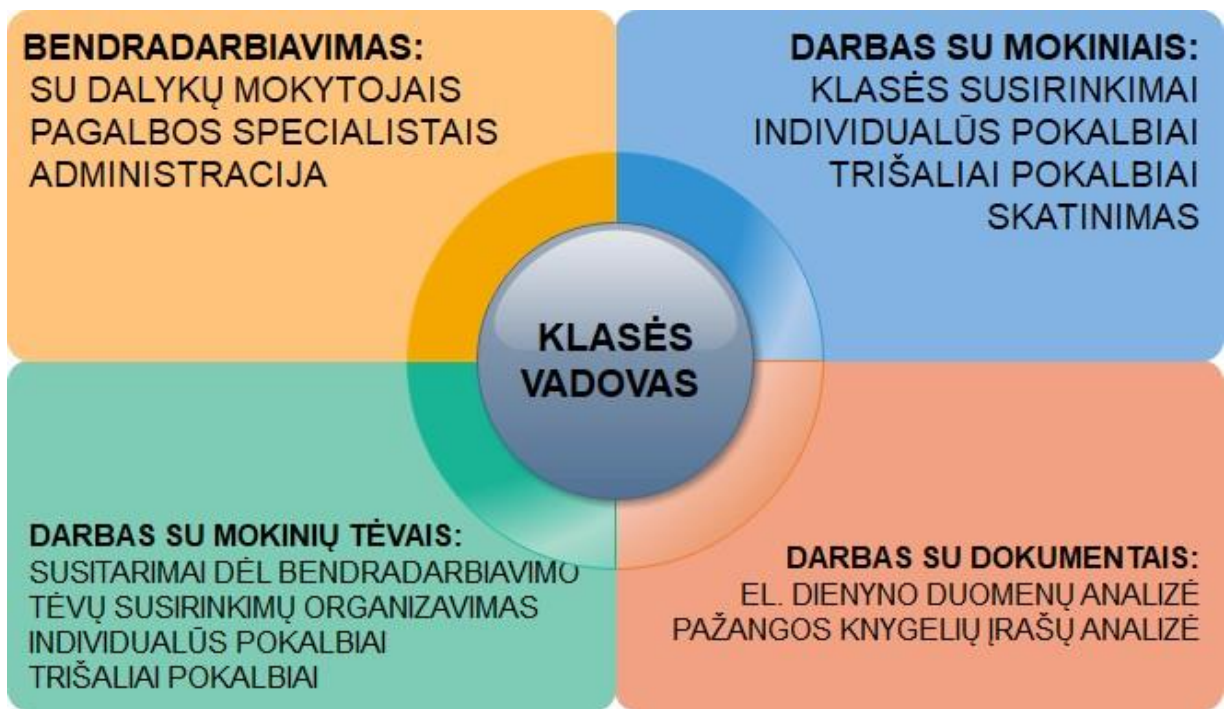 BENDRADARBIAVIMAS:
SU DALYKŲ MOKYTOJAIS
PAGALBOS SPECIALISTAIS
ADMINISTRACIJA
DARBAS SU MOKINIAIS:
KLASĖS SUSIRINKIMAI
INDIVIDUALŪS POKALBIAI
TRIŠALIAI POKALBIAI
SKATINIMAS
KLASĖS
VADOVAS
DARBAS SU MOKINIŲ TĖVAIS:
SUSITARIMAI DĖL BENDRADARBIAVIMO
TĖVŲ SUSIRINKIMŲ ORGANIZAVIMAS
INDIVIDUALŪS POKALBIAI
TRIŠALIAI POKALBIAI
DARBAS SU DOKUMENTAIS:
EL. DIENYNO DUOMENŲ ANALIZĖ
PAŽANGOS KNYGELIŲ ĮRAŠŲ ANALIZĖ